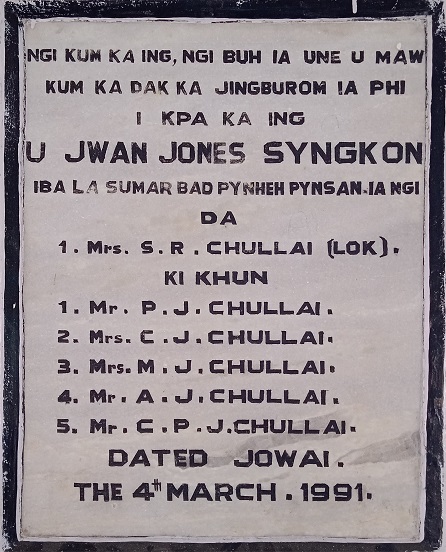 NGI KUM KA ING, NGI BUH IA UNE U MAW
KUM KA DAK KA JINGBUROM IA PHI
I KPA KA ING
U JWAN JONES SYNGKON
IBA LA SUMAR BAD PYNHEH PYNSAN.IA NGI
DA
1. Mrs. S.R. CHULLAI (LOK).
KI KHUN
1. Mr. P.J. CHULLAI.
2. Mrs. C.J. CHULLAI.
3. Mrs. M.J. CHULLAI.
4. Mr. A.J. CHULLAI.
5. Mr. C.P.J. CHULLAI.
DATED JOWAI.
THE 4th MARCH. 1991.